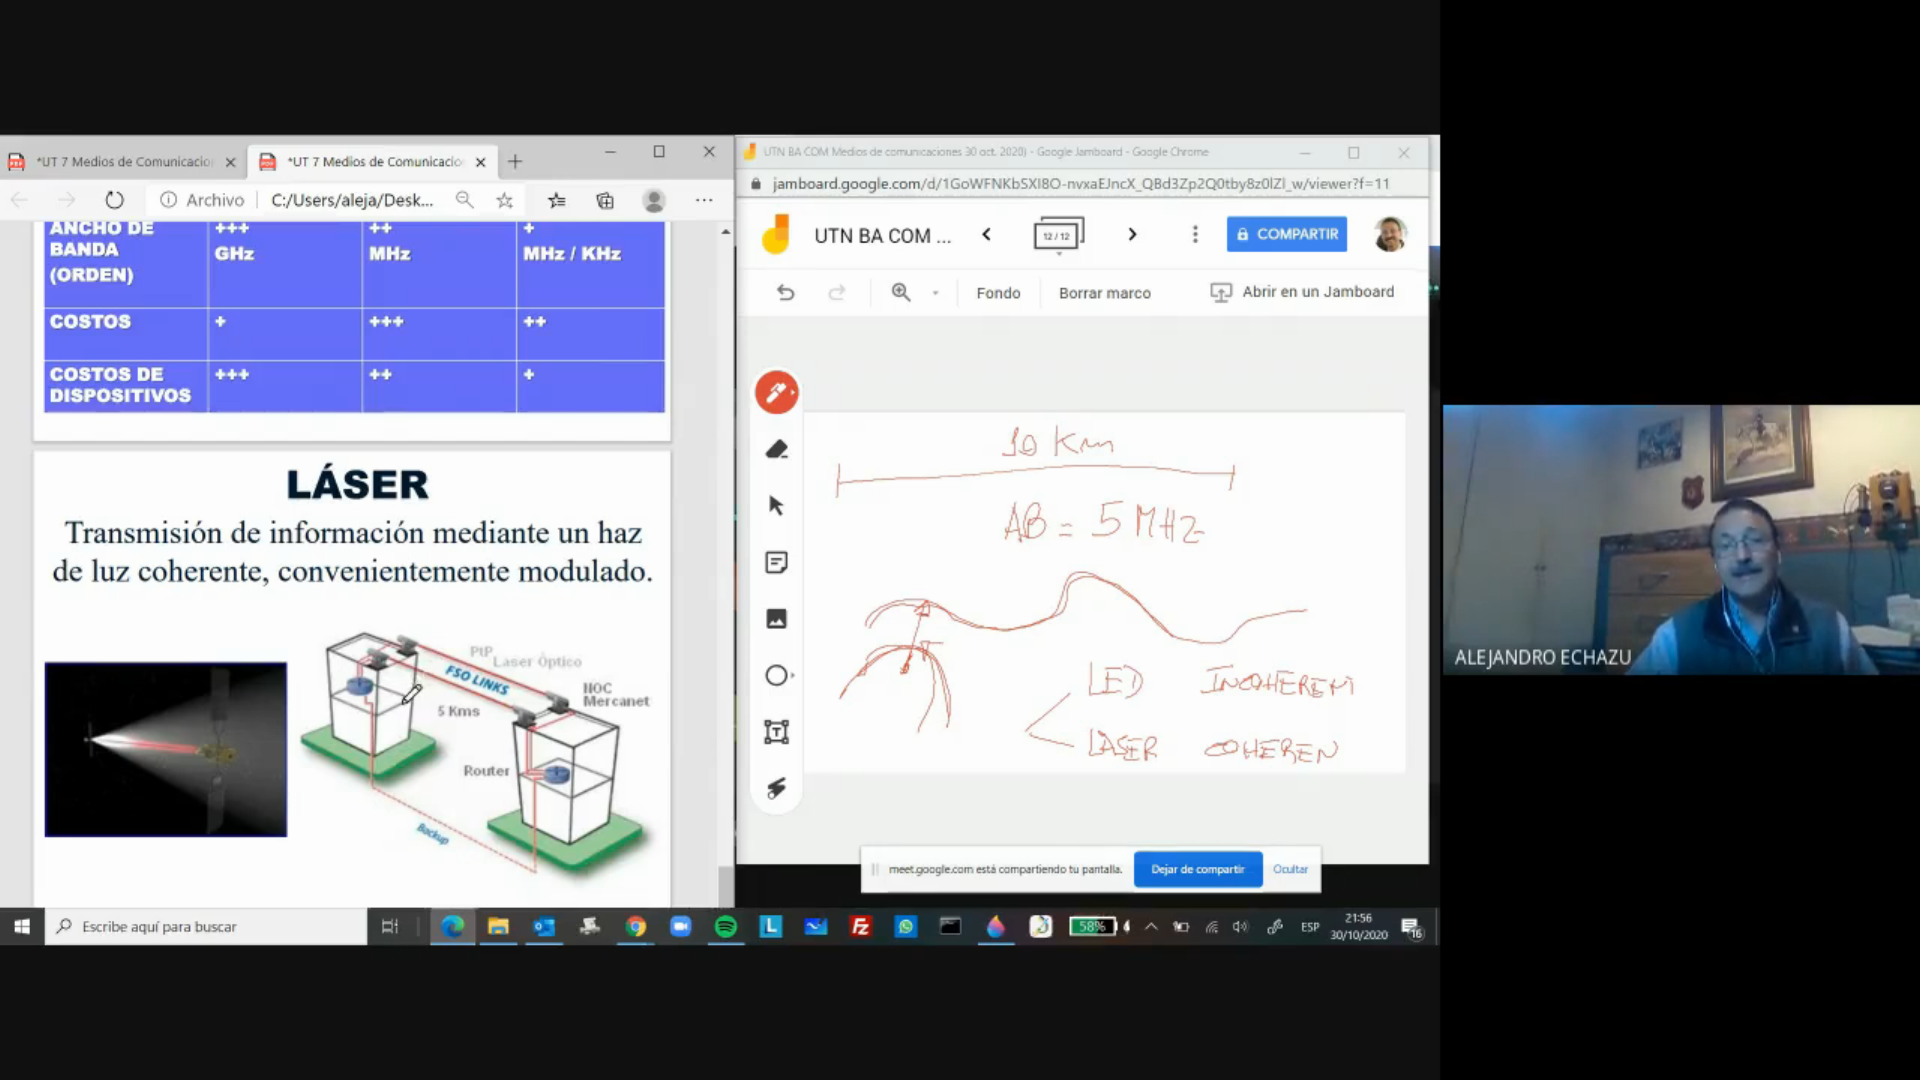 *UT 7 Medios de Comunicacio
*UT 7 Medios de Comunicacio
Archivo
C:/Users/aleja/Desk...
ANCHO DE BANDA (ORDEN)
+++ GHz
++ MHz
+ MHz / KHz
COSTOS
+
+++
++
COSTOS DE DISPOSITIVOS
+++
++
+
LÁSER
Transmisión de información mediante un haz
de luz coherente, convenientemente modulado.
PtP
Laser Óptico
FSO LINKS
5 Kms
NOC
Mercanet
Router
Backup
UTN BA COM Medios de comunicaciones 30 oct. 2020) - Google Jamboard - Google Chrome
jamboard.google.com/d/1GoWFNKbSXI8O-nvxaEJncX_QBd3Zp2Q0tby8z0lZl_w/viewer?f=11
UTN BA COM ...
12 / 12
COMPARTIR
Fondo
Borrar marco
Abrir en un Jamboard
10 Km
AB = 5 MHZ
LED INCOHERENT
LASER COHEREN
meet.google.com está compartiendo tu pantalla.
Dejar de compartir
Ocultar
ALEJANDRO ECHAZU
Escribe aquí para buscar
58%
ESP
21:56
30/10/2020
16